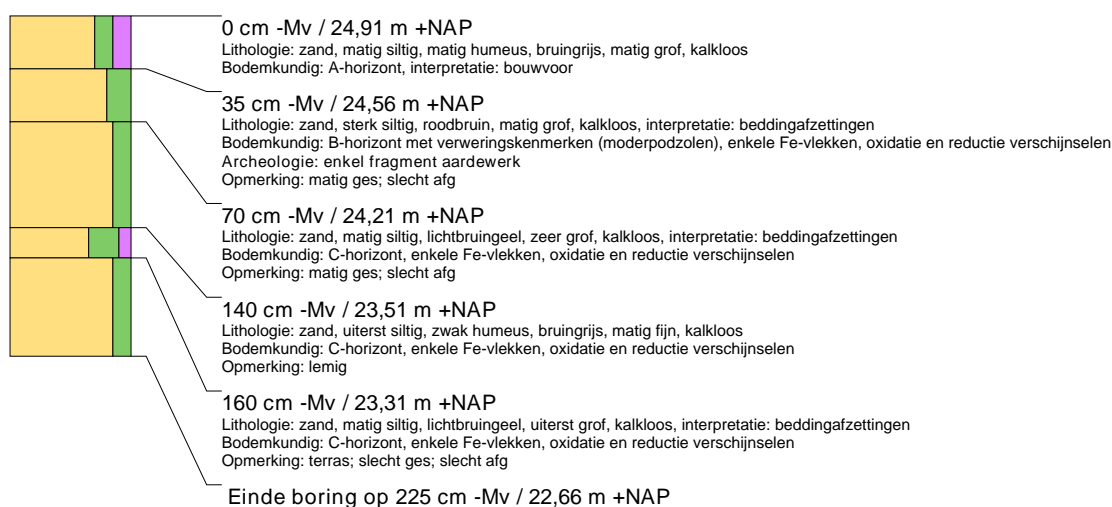 0 cm -Mv / 24,91 m +NAP
Lithologie: zand, matig siltig, matig humeus, bruingrijs, matig grof, kalkloos
Bodemkundig: A-horizont, interpretatie: bouwvoor
35 cm -Mv / 24,56 m +NAP
Lithologie: zand, sterk siltig, roodbruin, matig grof, kalkloos, interpretatie: beddingafzettingen
Bodemkundig: B-horizont met verweringskenmerken (moderpodzolen), enkele Fe-vlekken, oxidatie en reductie verschijnselen
Archeologie: enkel fragment aardewerk
Opmerking: matig ges; slecht afg
70 cm -Mv / 24,21 m +NAP
Lithologie: zand, matig siltig, lichtbruingeel, zeer grof, kalkloos, interpretatie: beddingafzettingen
Bodemkundig: C-horizont, enkele Fe-vlekken, oxidatie en reductie verschijnselen
Opmerking: matig ges; slecht afg
140 cm -Mv / 23,51 m +NAP
Lithologie: zand, uiterst siltig, zwak humeus, bruingrijs, matig fijn, kalkloos
Bodemkundig: C-horizont, enkele Fe-vlekken, oxidatie en reductie verschijnselen
Opmerking: lemig
160 cm -Mv / 23,31 m +NAP
Lithologie: zand, matig siltig, lichtbruingeel, uiterst grof, kalkloos, interpretatie: beddingafzettingen
Bodemkundig: C-horizont, enkele Fe-vlekken, oxidatie en reductie verschijnselen
Opmerking: terras; slecht ges; slecht afg
Einde boring op 225 cm -Mv / 22,66 m +NAP